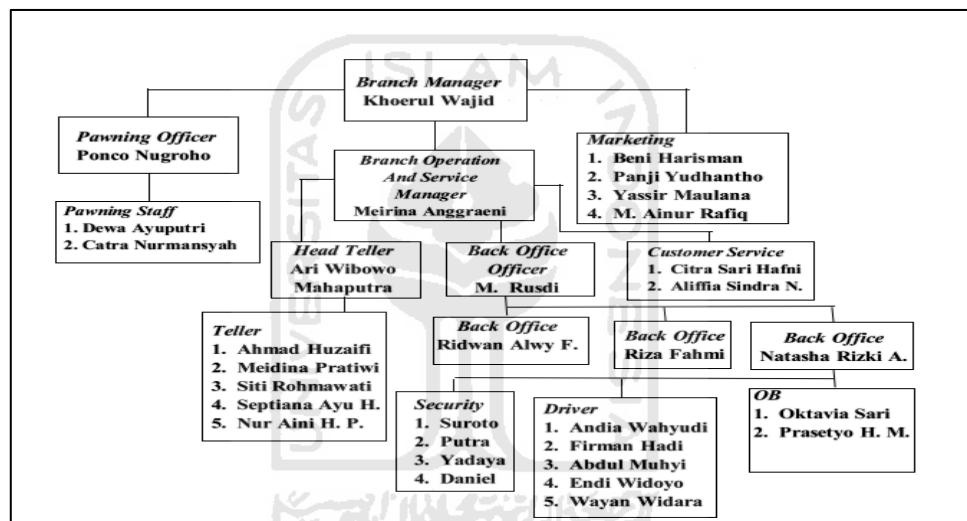 UNIVERSITAS ISLAM INDONESIA
Branch Manager
Khoerul Wajid
Pawning Officer
Ponco Nugroho
Marketing
1. Beni Harisman
2. Panji Yudhantho
3. Yassir Maulana
4. M. Ainur Rafiq
Branch Operation
And Service
Manager
Meirina Anggraeni
Pawning Staff
1. Dewa Ayuputri
2. Catra Nurmansyah
Head Teller
Ari Wibowo
Mahaputra
Back Office
Officer
M. Rusdi
Customer Service
1. Citra Sari Hafni
2. Aliffia Sindra N.
Teller
1. Ahmad Huzaifi
2. Meidina Pratiwi
3. Siti Rohmawati
4. Septiana Ayu H.
5. Nur Aini H. P.
Back Office
Ridwan Alwy F.
Back Office
Riza Fahmi
Back Office
Natasha Rizki A.
Security
1. Suroto
2. Putra
3. Yadaya
4. Daniel
Driver
1. Andia Wahyudi
2. Firman Hadi
3. Abdul Muhyi
4. Endi Widoyo
5. Wayan Widara
OB
1. Oktavia Sari
2. Prasetyo H. M.